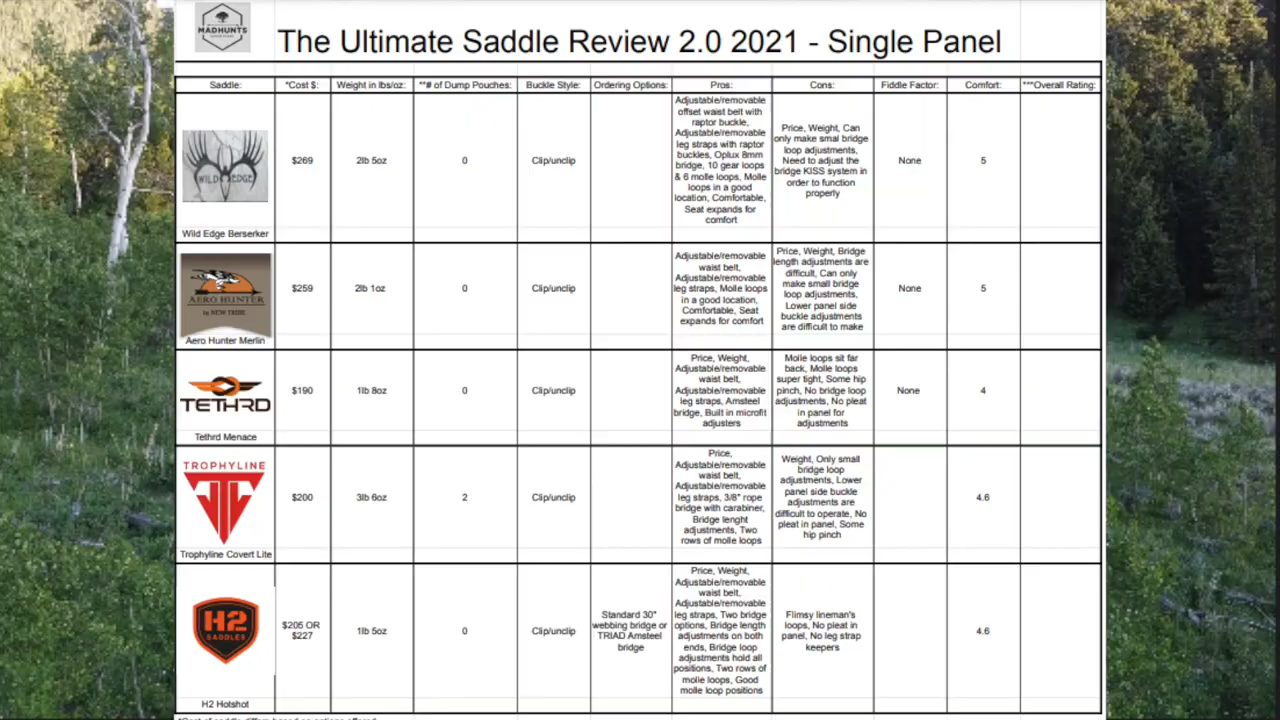 MADHUNTS
The Ultimate Saddle Review 2.0 2021 - Single Panel
Saddle: *Cost $: Weight in lbs/oz: **# of Dump Pouches: Buckle Style: Ordering Options: Pros: Cons: Fiddle Factor: Comfort: ***Overall Rating:
WILD EDGE
Wild Edge Berserker
$269
2lb 5oz
0
Clip/unclip
Adjustable/removable
offset waist belt with
raptor buckle,
Adjustable/removable
leg straps with raptor
buckles, Oplux 8mm
bridge, 10 gear loops
& 6 molle loops, Molle
loops in a good
location, Comfortable,
Seat expands for
comfort
Price, Weight, Can
only make smal bridge
loop adjustments,
Need to adjust the
bridge KISS system in
order to function
properly
None
5
AERO HUNTER
by NEW TRIBE
Aero Hunter Merlin
$259
2lb 1oz
0
Clip/unclip
Adjustable/removable
waist belt,
Adjustable/removable
leg straps, Molle loops
in a good location,
Comfortable, Seat
expands for comfort
Price, Weight, Bridge
length adjustments are
difficult, Can only
make small bridge
loop adjustments,
Lower panel side
buckle adjustments
are difficult to make
None
5
TETHRD
Tethrd Menace
$190
1lb 8oz
0
Clip/unclip
Price, Weight,
Adjustable/removable
waist belt,
Adjustable/removable
leg straps, Amsteel
bridge, Built in microfit
adjusters
Molle loops sit far
back, Molle loops
super tight, Some hip
pinch, No bridge loop
adjustments, No pleat
in panel for
adjustments
None
4
TROPHYLINE
Trophyline Covert Lite
$200
3lb 6oz
2
Clip/unclip
Price,
Adjustable/removable
waist belt,
Adjustable/removable
leg straps, 3/8" rope
bridge with carabiner,
Bridge lenght
adjustments, Two
rows of molle loops
Weight, Only small
bridge loop
adjustments, Lower
panel side buckle
adjustments are
difficult to operate, No
pleat in panel, Some
hip pinch
4.6
H2
SADDLES
H2 Hotshot
$205 OR
$227
1lb 5oz
0
Clip/unclip
Standard 30"
webbing bridge or
TRIAD Amsteel
bridge
Price, Weight,
Adjustable/removable
waist belt,
Adjustable/removable
leg straps, Two bridge
options, Bridge length
adjustments on both
ends, Bridge loop
adjustments hold all
positions, Two rows of
molle loops, Good
molle loop positions
Flimsy lineman's
loops, No pleat in
panel, No leg strap
keepers
4.6